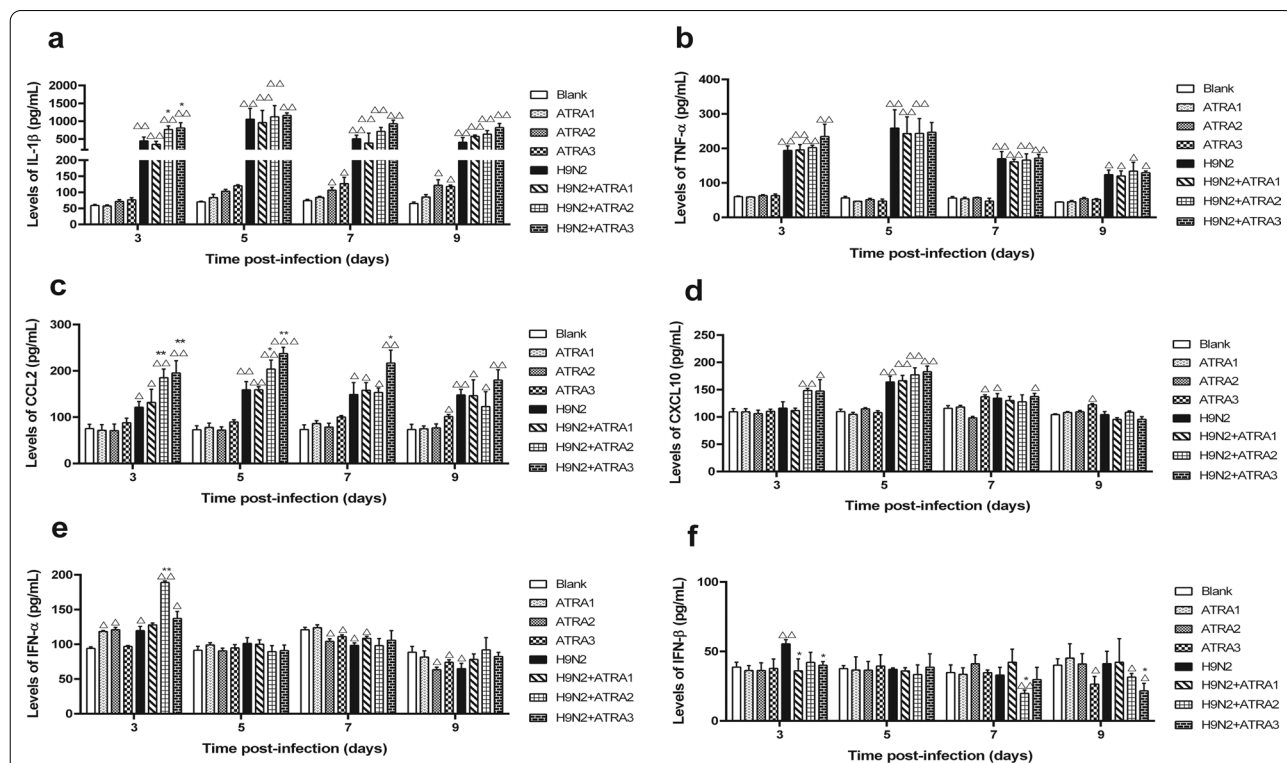 a
Levels of IL-1β (pg/mL)
2000
1500
1000
500
200
150
100
50
0
3 5 7 9
Time post-infection (days)
Blank
ATRA1
ATRA2
ATRA3
H9N2
H9N2+ATRA1
H9N2+ATRA2
H9N2+ATRA3
b
Levels of TNF-α (pg/mL)
400
300
200
100
0
3 5 7 9
Time post-infection (days)
Blank
ATRA1
ATRA2
ATRA3
H9N2
H9N2+ATRA1
H9N2+ATRA2
H9N2+ATRA3
c
Levels of CCL2 (pg/mL)
300
200
100
0
3 5 7 9
Time post-infection (days)
Blank
ATRA1
ATRA2
ATRA3
H9N2
H9N2+ATRA1
H9N2+ATRA2
H9N2+ATRA3
d
Levels of CXCL10 (pg/mL)
250
200
150
100
50
0
3 5 7 9
Time post-infection (days)
Blank
ATRA1
ATRA2
ATRA3
H9N2
H9N2+ATRA1
H9N2+ATRA2
H9N2+ATRA3
e
Levels of IFN-α (pg/mL)
200
150
100
50
0
3 5 7 9
Time post-infection (days)
Blank
ATRA1
ATRA2
ATRA3
H9N2
H9N2+ATRA1
H9N2+ATRA2
H9N2+ATRA3
f
Levels of IFN-β (pg/mL)
100
50
0
3 5 7 9
Time post-infection (days)
Blank
ATRA1
ATRA2
ATRA3
H9N2
H9N2+ATRA1
H9N2+ATRA2
H9N2+ATRA3